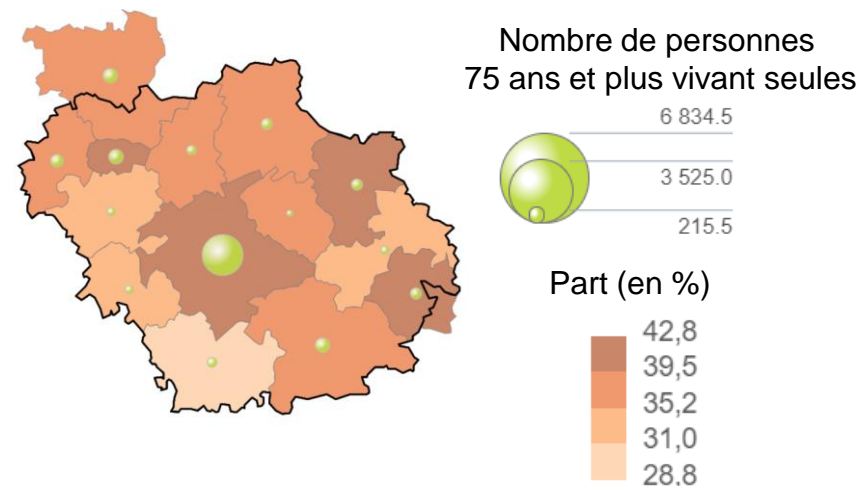 Nombre de personnes
75 ans et plus vivant seules
6 834.5
3 525.0
215.5
Part (en %)
42,8
39,5
35,2
31,0
28,8